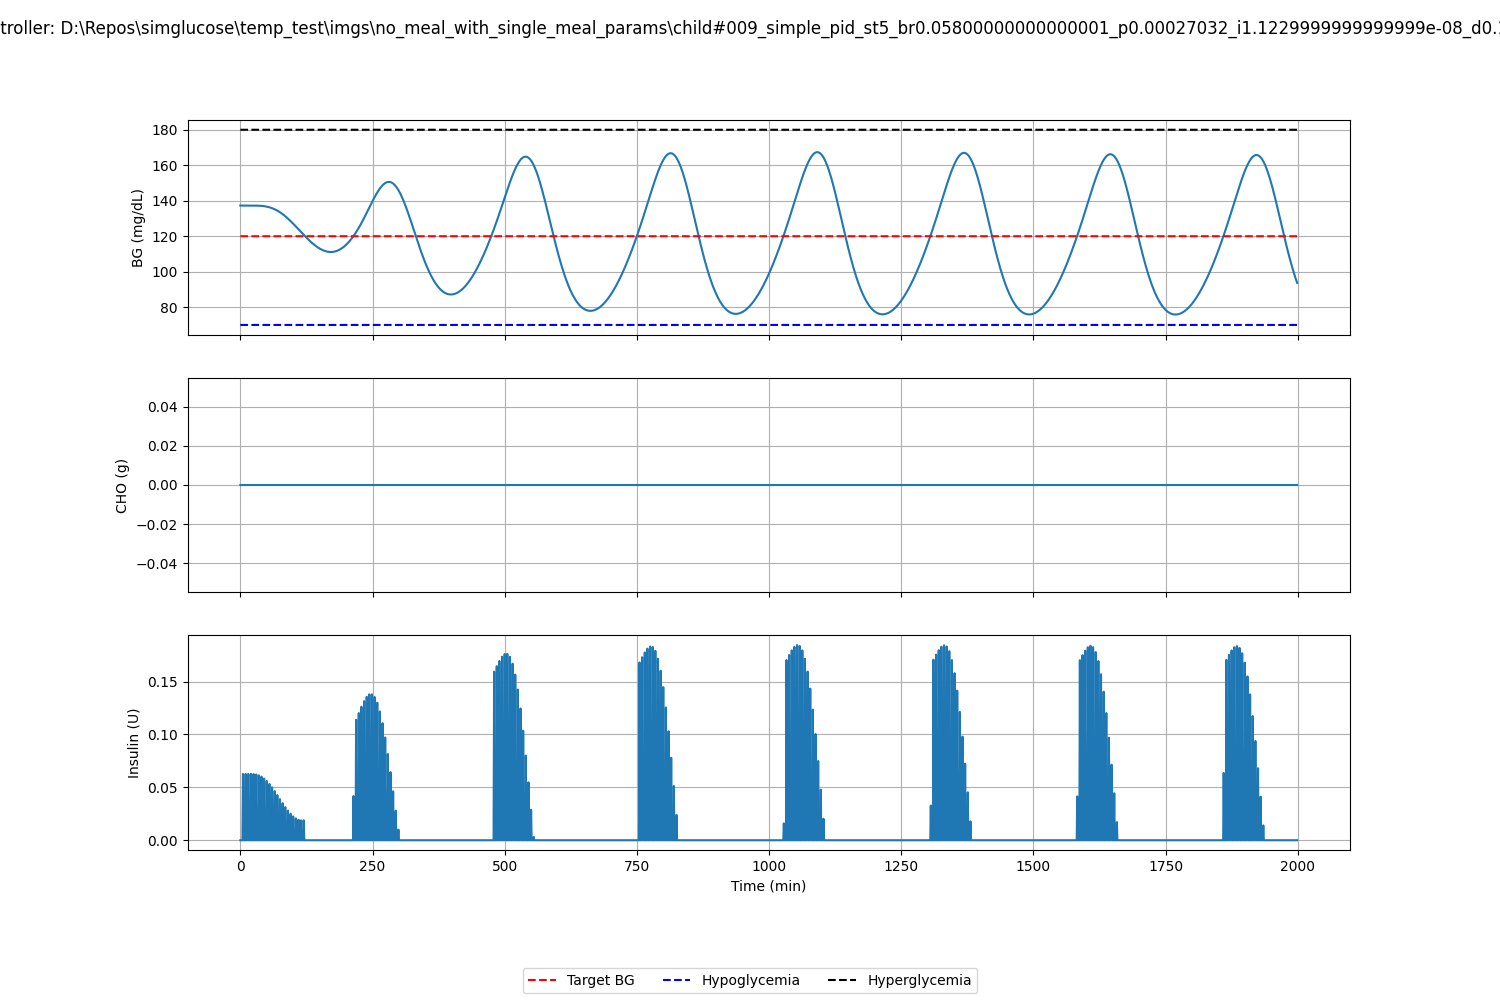 troller: D:\Repos\simglucose\temp_test\imgs\no_meal_with_single_meal_params\child#009_simple_pid_st5_br0.05800000000000001_p0.00027032_i1.1229999999999999e-08_d0.
180
160
140
120
100
80
BG (mg/dL)
0.04
0.02
0.00
−0.02
−0.04
CHO (g)
0.15
0.10
0.05
0.00
Insulin (U)
0 250 500 750 1000 1250 1500 1750 2000
Time (min)
Target BG Hypoglycemia Hyperglycemia